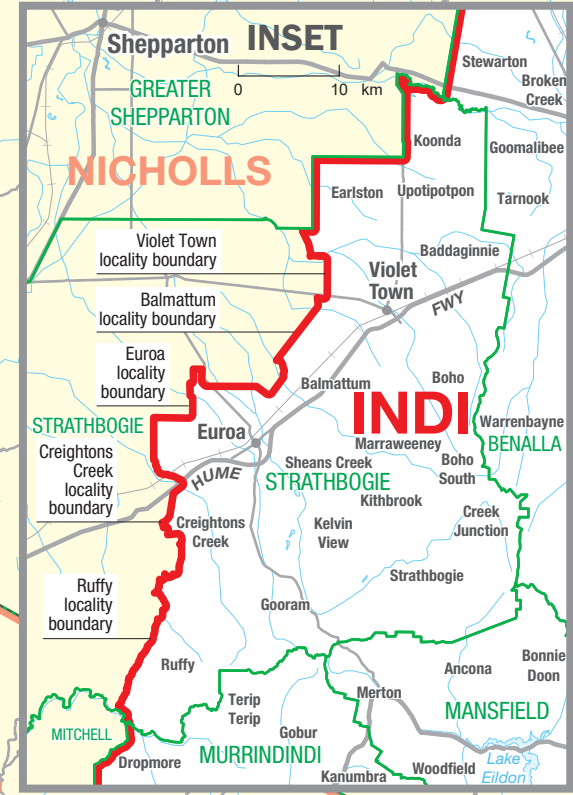 Shepparton
INSET
0 10 km
GREATER
SHEPPARTON
NICHOLLS
Stewarton
Broken
Creek
Koonda
Goomalibee
Earlston
Upotipotpon
Tarnook
Violet Town
locality boundary
Baddaginnie
Violet
Town
FWY
Balmattum
locality boundary
Euroa
locality
boundary
Balmattum
Boho
INDI
STRATHBOGIE
Euroa
Warrenbayne
BENALLA
Marraweeney
Creightons
Creek
locality
boundary
HUME
Sheans Creek
Boho
South
STRATHBOGIE
Kithbrook
Creightons
Creek
Kelvin
View
Creek
Junction
Strathbogie
Ruffy
locality
boundary
Gooram
Ruffy
Ancona
Bonnie
Doon
Terip
Terip
Merton
MANSFIELD
MITCHELL
Gobur
MURRINDINDI
Dropmore
Kanumbra
Woodfield
Lake
Eildon